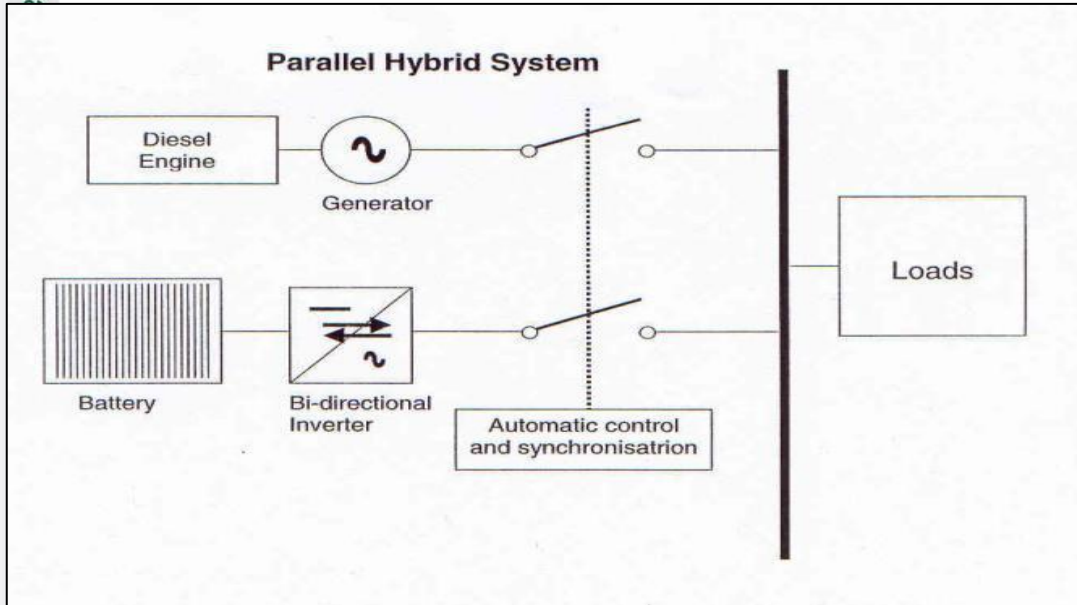 Parallel Hybrid System
Diesel
Engine
Generator
Loads
Battery
Bi-directional
Inverter
Automatic control
and synchronisatrion